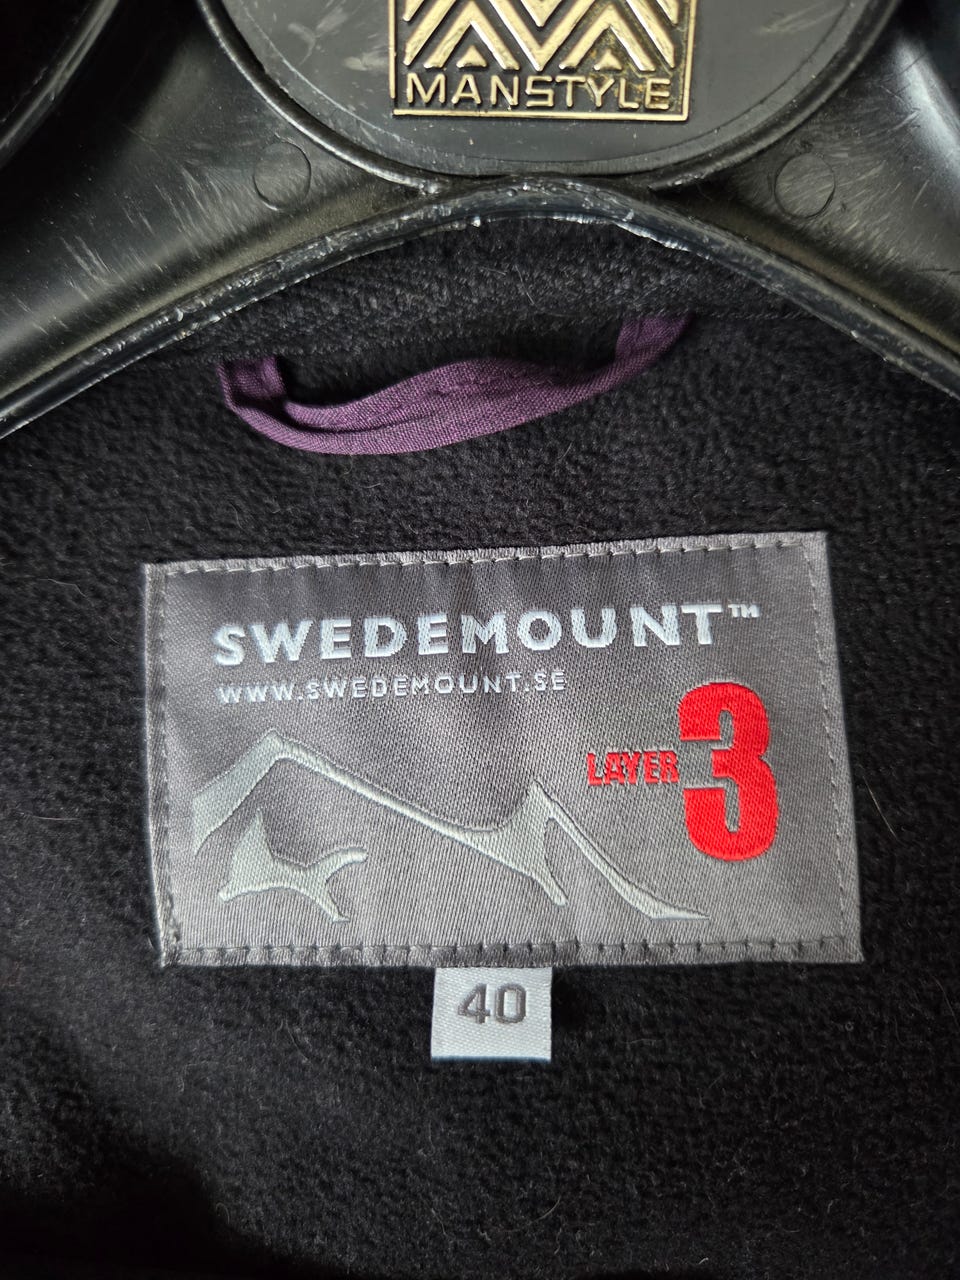 MANSTYLE
SWEDEMOUNT™
WWW.SWEDEMOUNT.SE
LAYER 3
40